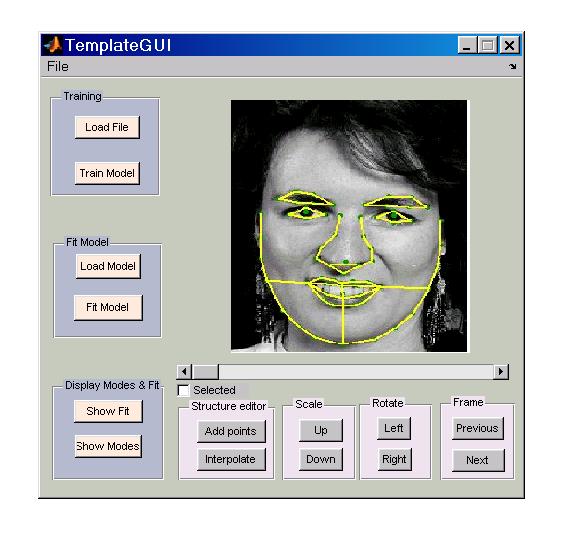 TemplateGUI
File
Training
Load File
Train Model
Fit Model
Load Model
Fit Model
Display Modes & Fit
Show Fit
Show Modes
Selected
Structure editor
Add points
Interpolate
Scale
Up
Down
Rotate
Left
Right
Frame
Previous
Next